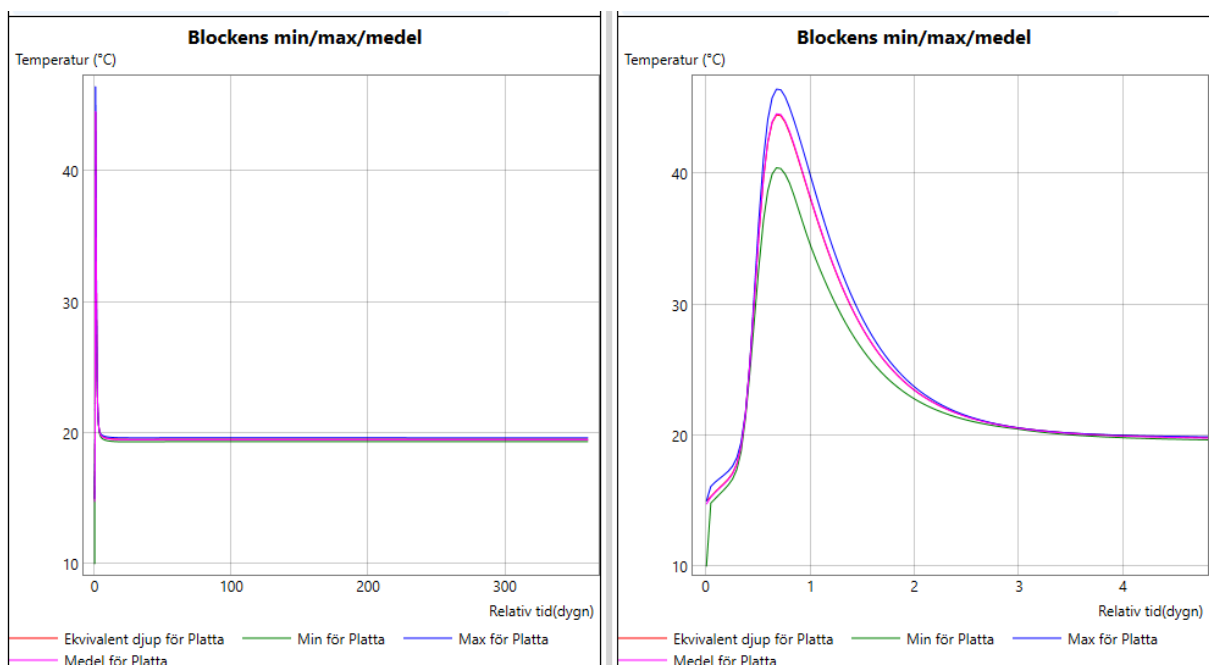 Blockens min/max/medel
Temperatur (°C)
40
30
20
10
0
100
200
300
Relativ tid(dygn)
Ekvivalent djup för Platta
Min för Platta
Max för Platta
Medel för Platta
Blockens min/max/medel
Temperatur (°C)
40
30
20
10
0
1
2
3
4
Relativ tid(dygn)
Ekvivalent djup för Platta
Min för Platta
Max för Platta
Medel för Platta